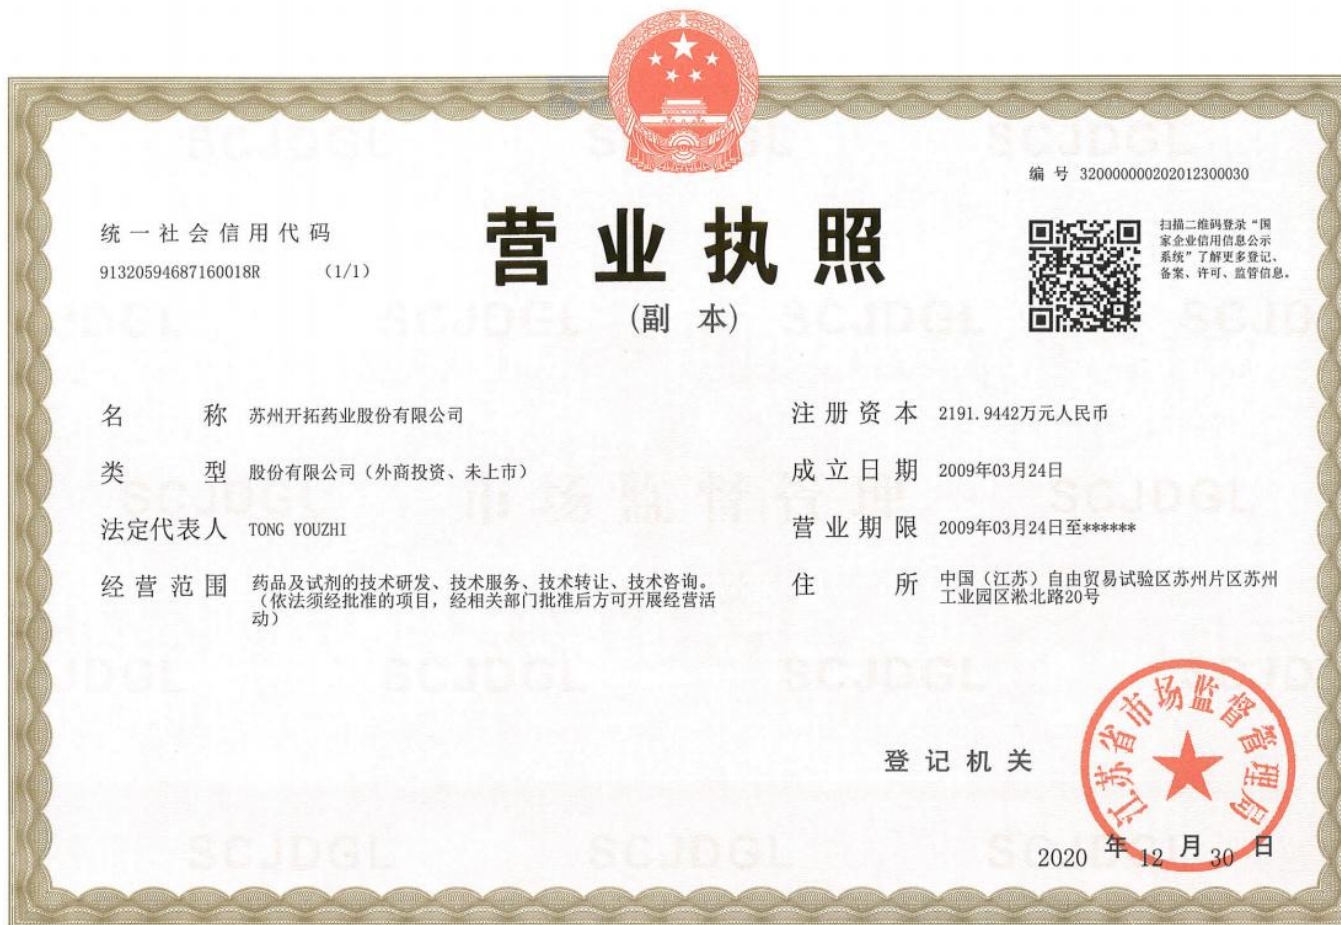 编 号 320000000202012300030
统一社会信用代码
91320594687160018R (1/1)
营业执照
(副 本)
扫描二维码登录“国
家企业信用信息公示
系统”了解更多登记、
备案、许可、监管信息。
名 称 苏州开拓药业股份有限公司
类 型 股份有限公司（外商投资、未上市）
法定代表人 TONG YOUZHI
经营范围 药品及试剂的技术研发、技术服务、技术转让、技术咨询。
（依法须经批准的项目，经相关部门批准后方可开展经营活
动）
注册资本 2191.9442万元人民币
成立日期 2009年03月24日
营业期限 2009年03月24日至******
住 所 中国（江苏）自由贸易试验区苏州片区苏州
工业园区淞北路20号
登记机关
江苏省市场监督管理局
2020 年 12 月 30 日
SCJDGL
市场监督管理